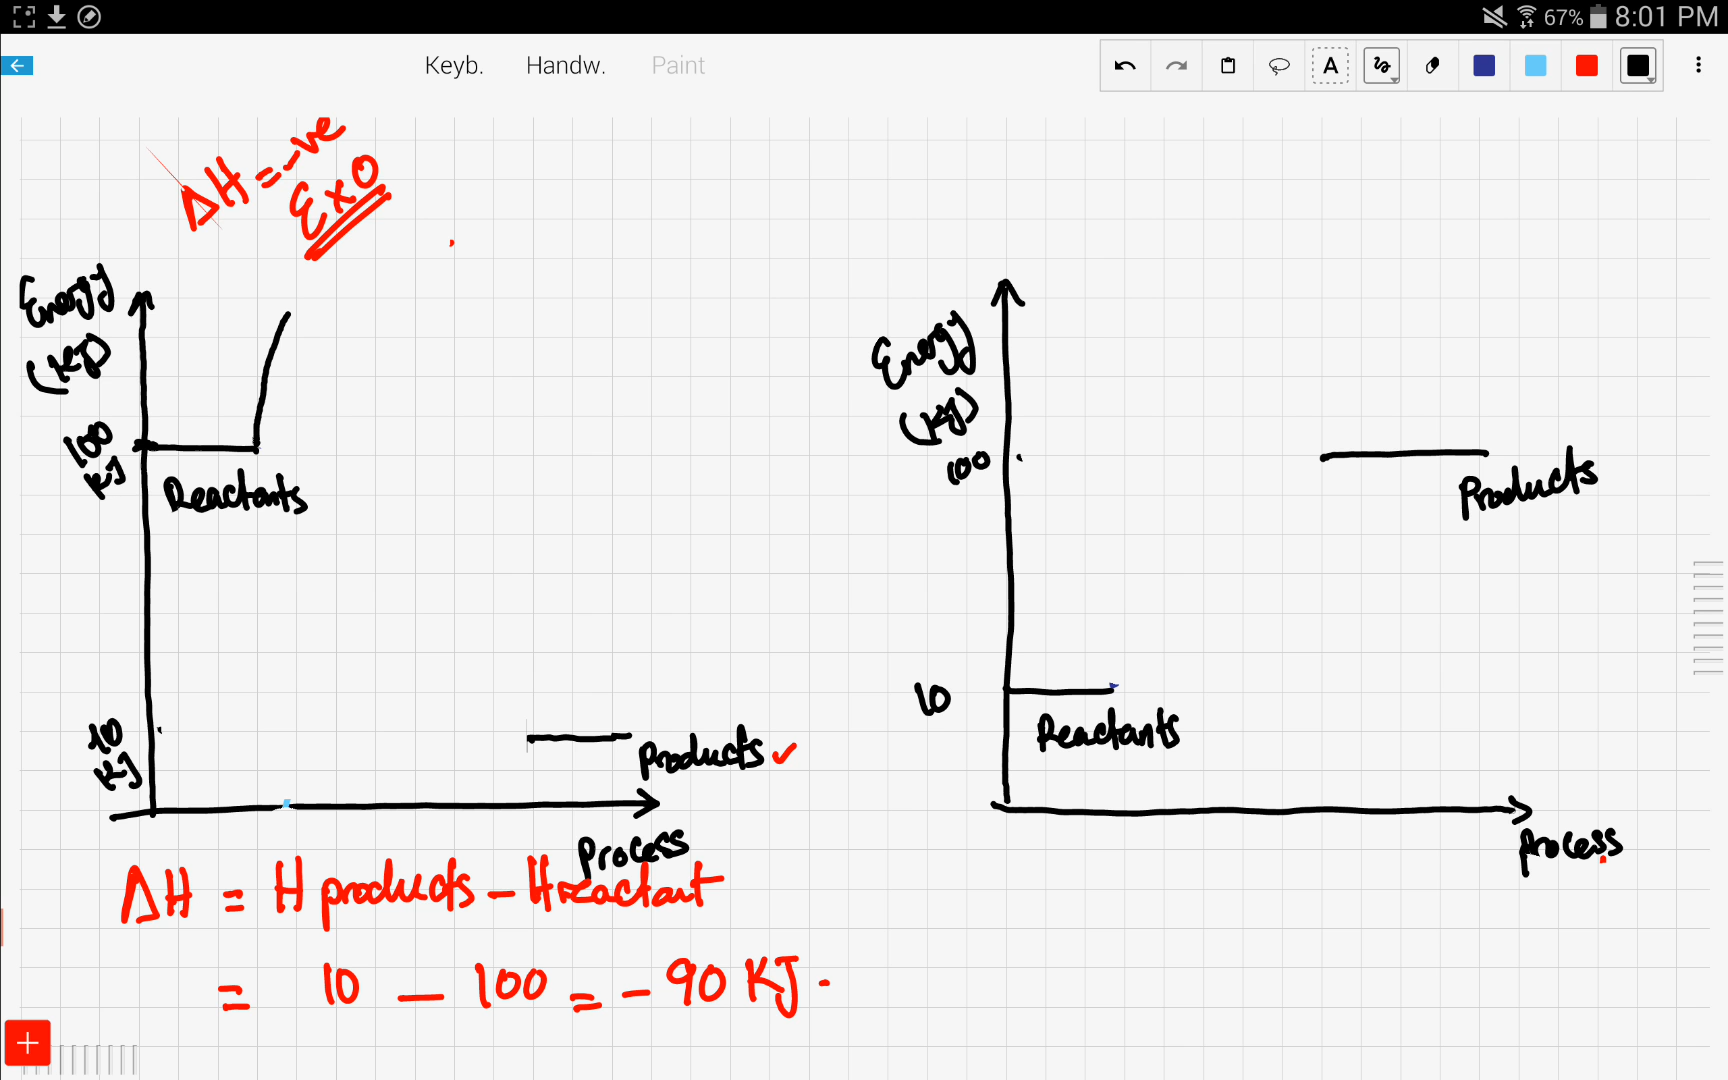 67% 8:01 PM
Keyb. Handw. Paint
A
ΔH = -ve
Exo
Energy
(KJ)
100
KJ
Reactants
10
KJ
Products ✓
Process
ΔH = H products - H reactant
= 10 - 100 = - 90 KJ.
Energy
(KJ)
100
Products
10
Reactants
Process